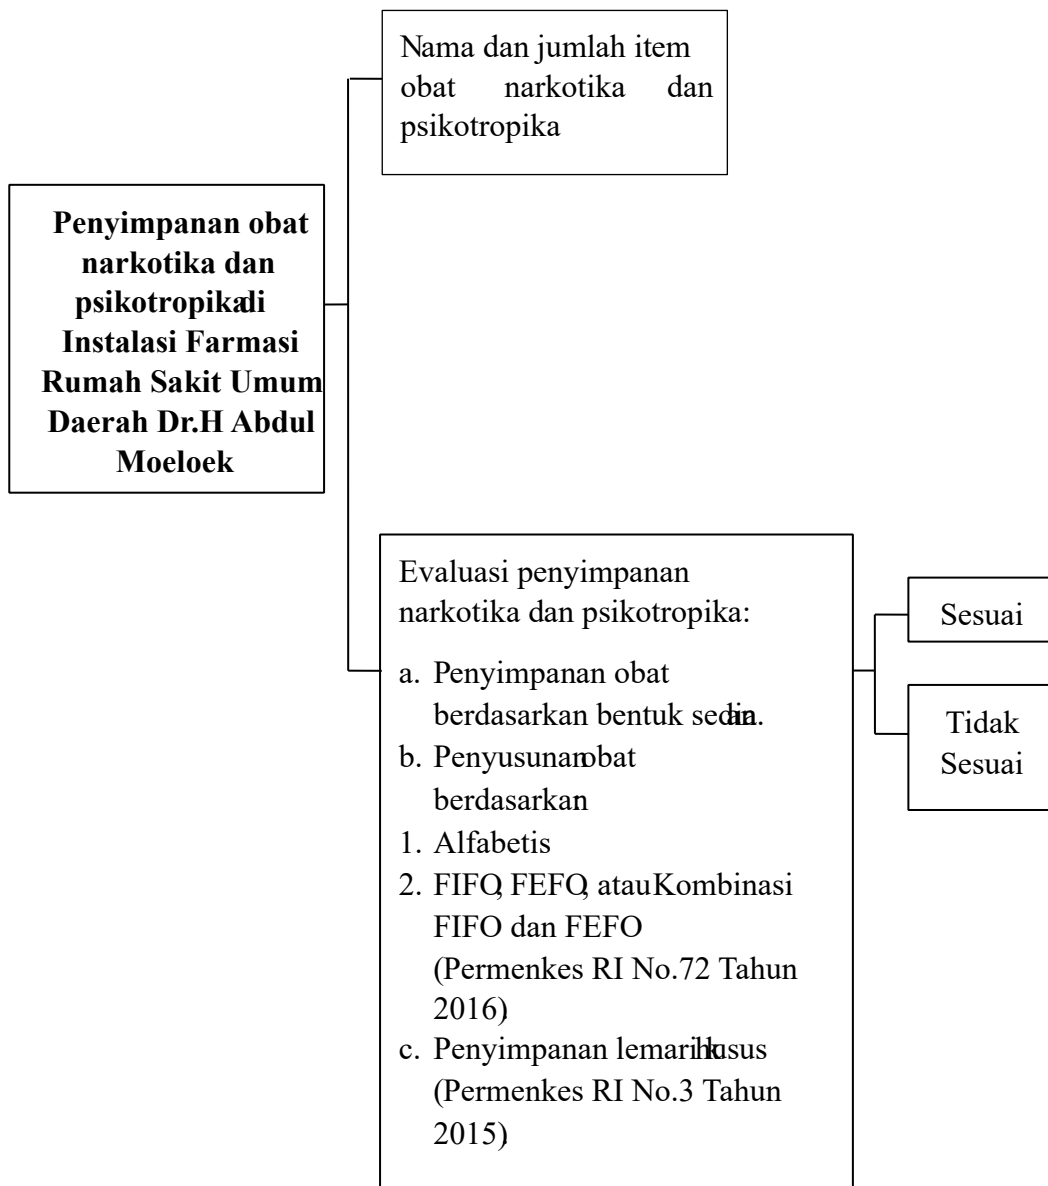 Nama dan jumlah item
obat narkotika dan
psikotropika
Penyimpanan obat
narkotika dan
psikotropika di
Instalasi Farmasi
Rumah Sakit Umum
Daerah Dr.H Abdul
Moeloek
Evaluasi penyimpanan
narkotika dan psikotropika:
a. Penyimpanan obat
berdasarkan bentuk sediaan.
b. Penyusunan obat
berdasarkan:
1. Alfabetis
2. FIFO, FEFO, atau Kombinasi
FIFO dan FEFO
(Permenkes RI No.72 Tahun
2016).
c. Penyimpanan lemari khusus
(Permenkes RI No.3 Tahun
2015).
Sesuai
Tidak
Sesuai